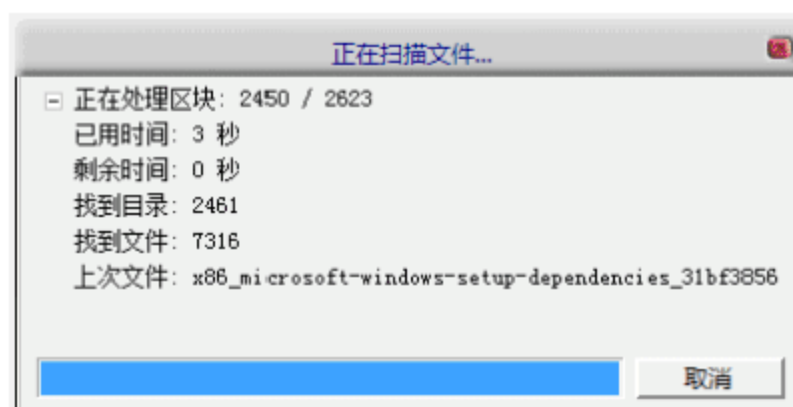 正在扫描文件...
正在处理区块: 2450 / 2623
已用时间: 3 秒
剩余时间: 0 秒
找到目录: 2461
找到文件: 7316
上次文件: x86_microsoft-windows-setup-dependencies_31bf3856
取消